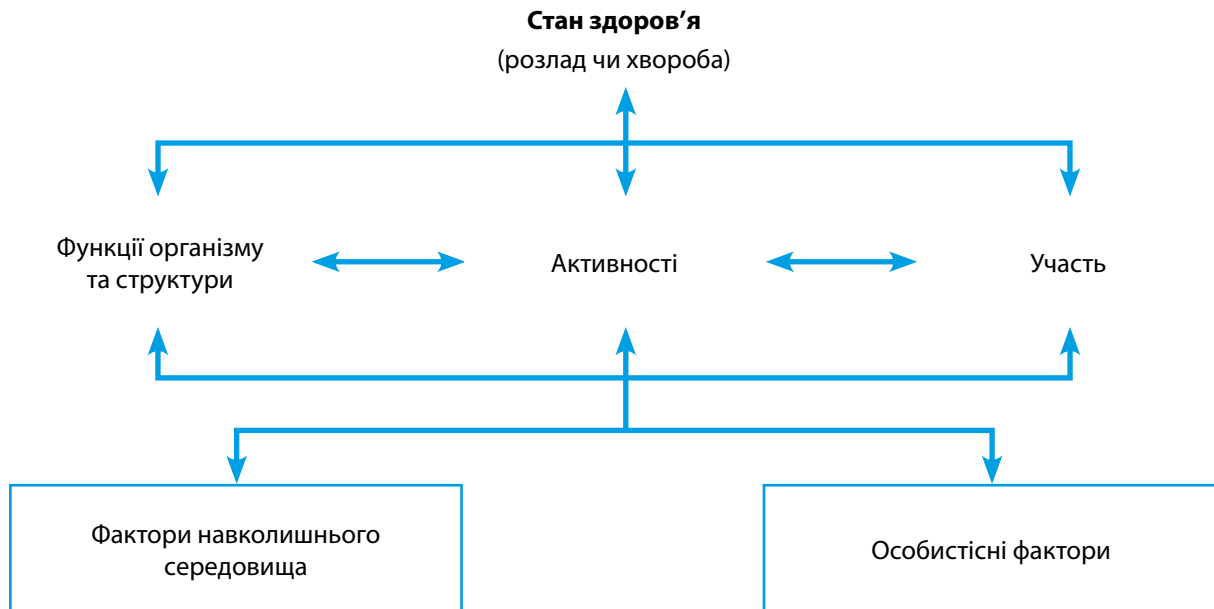 Стан здоров’я
(розлад чи хвороба)
Функції організму
та структури
Активності
Участь
Фактори навколишнього
середовища
Особистісні фактори